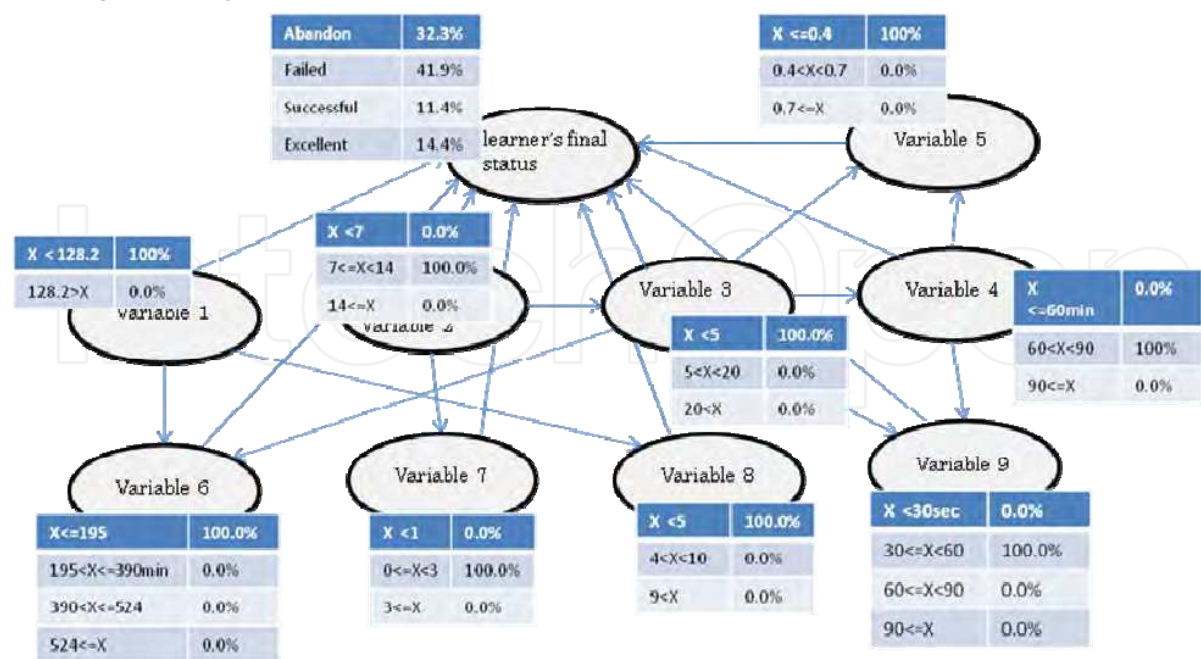 Abandon 32.3%
Failed 41.9%
Successful 11.4%
Excellent 14.4%
learner's final
status
X <=0.4 100%
0.4<X<0.7 0.0%
0.7<=X 0.0%
Variable 5
X <128.2 100%
128.2>X 0.0%
Variable 1
X <7 0.0%
7<=X<14 100.0%
14<=X 0.0%
Variable 2
Variable 3
X <5 100.0%
5<X<20 0.0%
20<X 0.0%
Variable 4
X
<=60min 0.0%
60<X<90 100%
90<=X 0.0%
Variable 6
X<=195 100.0%
195<X<=390min 0.0%
390<X<=524 0.0%
524<=X 0.0%
Variable 7
X <1 0.0%
0<=X<3 100.0%
3<=X 0.0%
Variable 8
X <5 100.0%
4<X<10 0.0%
9<X 0.0%
Variable 9
X <30sec 0.0%
30<=X<60 100.0%
60<=X<90 0.0%
90<=X 0.0%